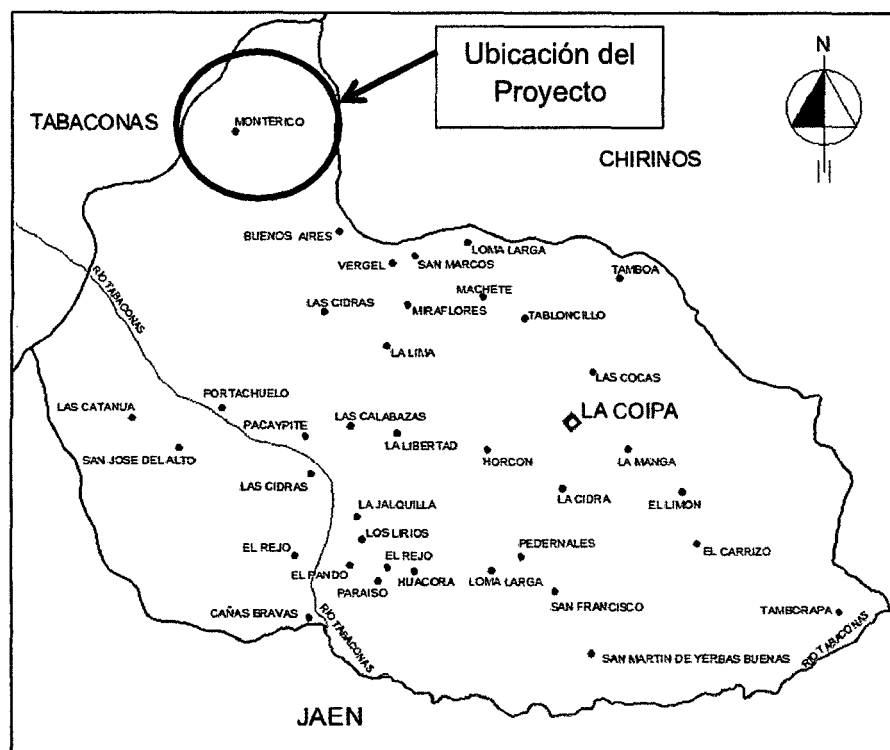 Ubicación del
Proyecto
N
TABACONAS
MONTERICO
CHIRINOS
BUENOS AIRES
LOMA LARGA
VERGEL
SAN MARCOS
TAMBOA
RÍO TABACONAS
MACHETE
LAS CIDRAS
MIRAFLORES
TABLONCILLO
LA LIMA
LAS COCAS
PORTACHUELO
LAS CATAHUA
LA COIPA
PACAYPITE
LAS CALABAZAS
LA LIBERTAD
SAN JOSE DEL ALTO
HORCON
LA MANGA
LAS CIDRAS
LA CIDRA
EL LIMON
LA JALQUILLA
LOS LIRIOS
EL REJO
EL REJO
PEDERNALES
EL CARRIZO
EL PANDO
HUACORA
LOMA LARGA
PARAISO
SAN FRANCISCO
CAÑAS BRAVAS
RÍO TABACONAS
TAMBORAPA
SAN MARTIN DE YERBAS BUENAS
RÍO TABACONAS
JAEN